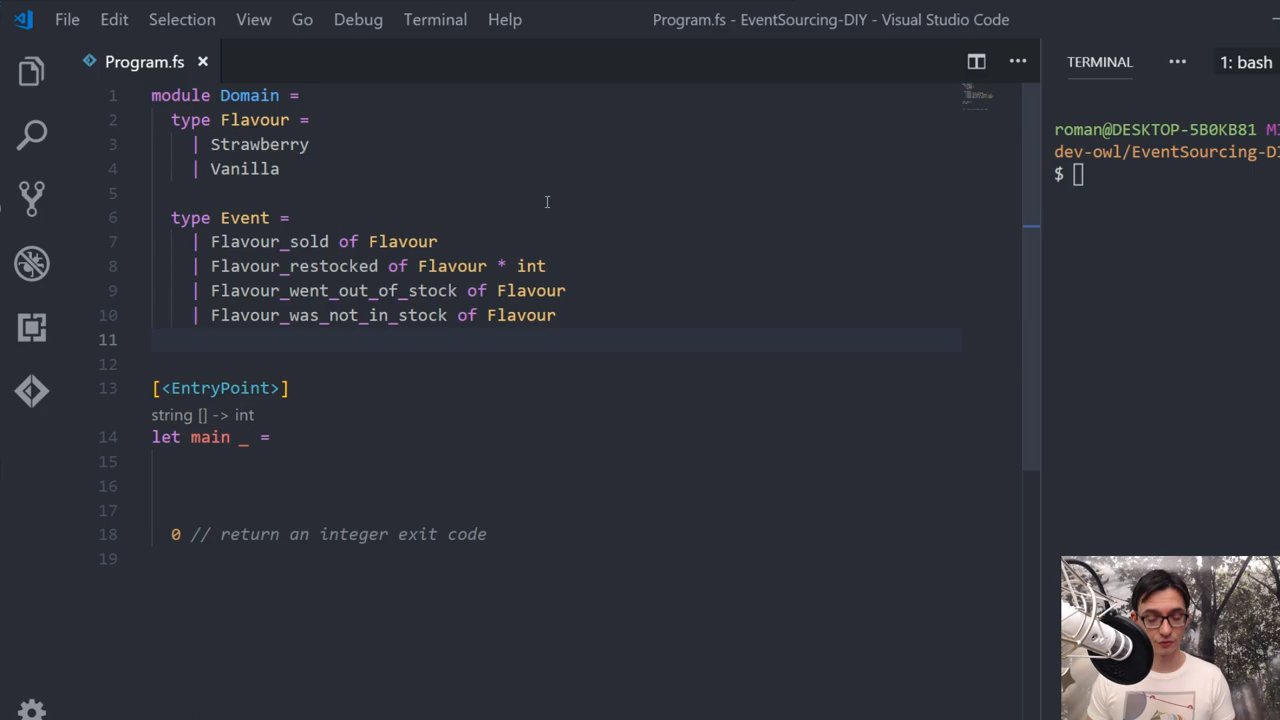 File Edit Selection View Go Debug Terminal Help
Program.fs - EventSourcing-DIY - Visual Studio Code
Program.fs ×
TERMINAL ··· 1: bash
1 module Domain =
2 type Flavour =
3 | Strawberry
4 | Vanilla
5
6 type Event =
7 | Flavour_sold of Flavour
8 | Flavour_restocked of Flavour * int
9 | Flavour_went_out_of_stock of Flavour
10 | Flavour_was_not_in_stock of Flavour
11
12
13 [<EntryPoint>]
string [] -> int
14 let main _ =
15
16
17
18 0 // return an integer exit code
19
roman@DESKTOP-5B0KB81 M
dev-owl/EventSourcing-DI
$